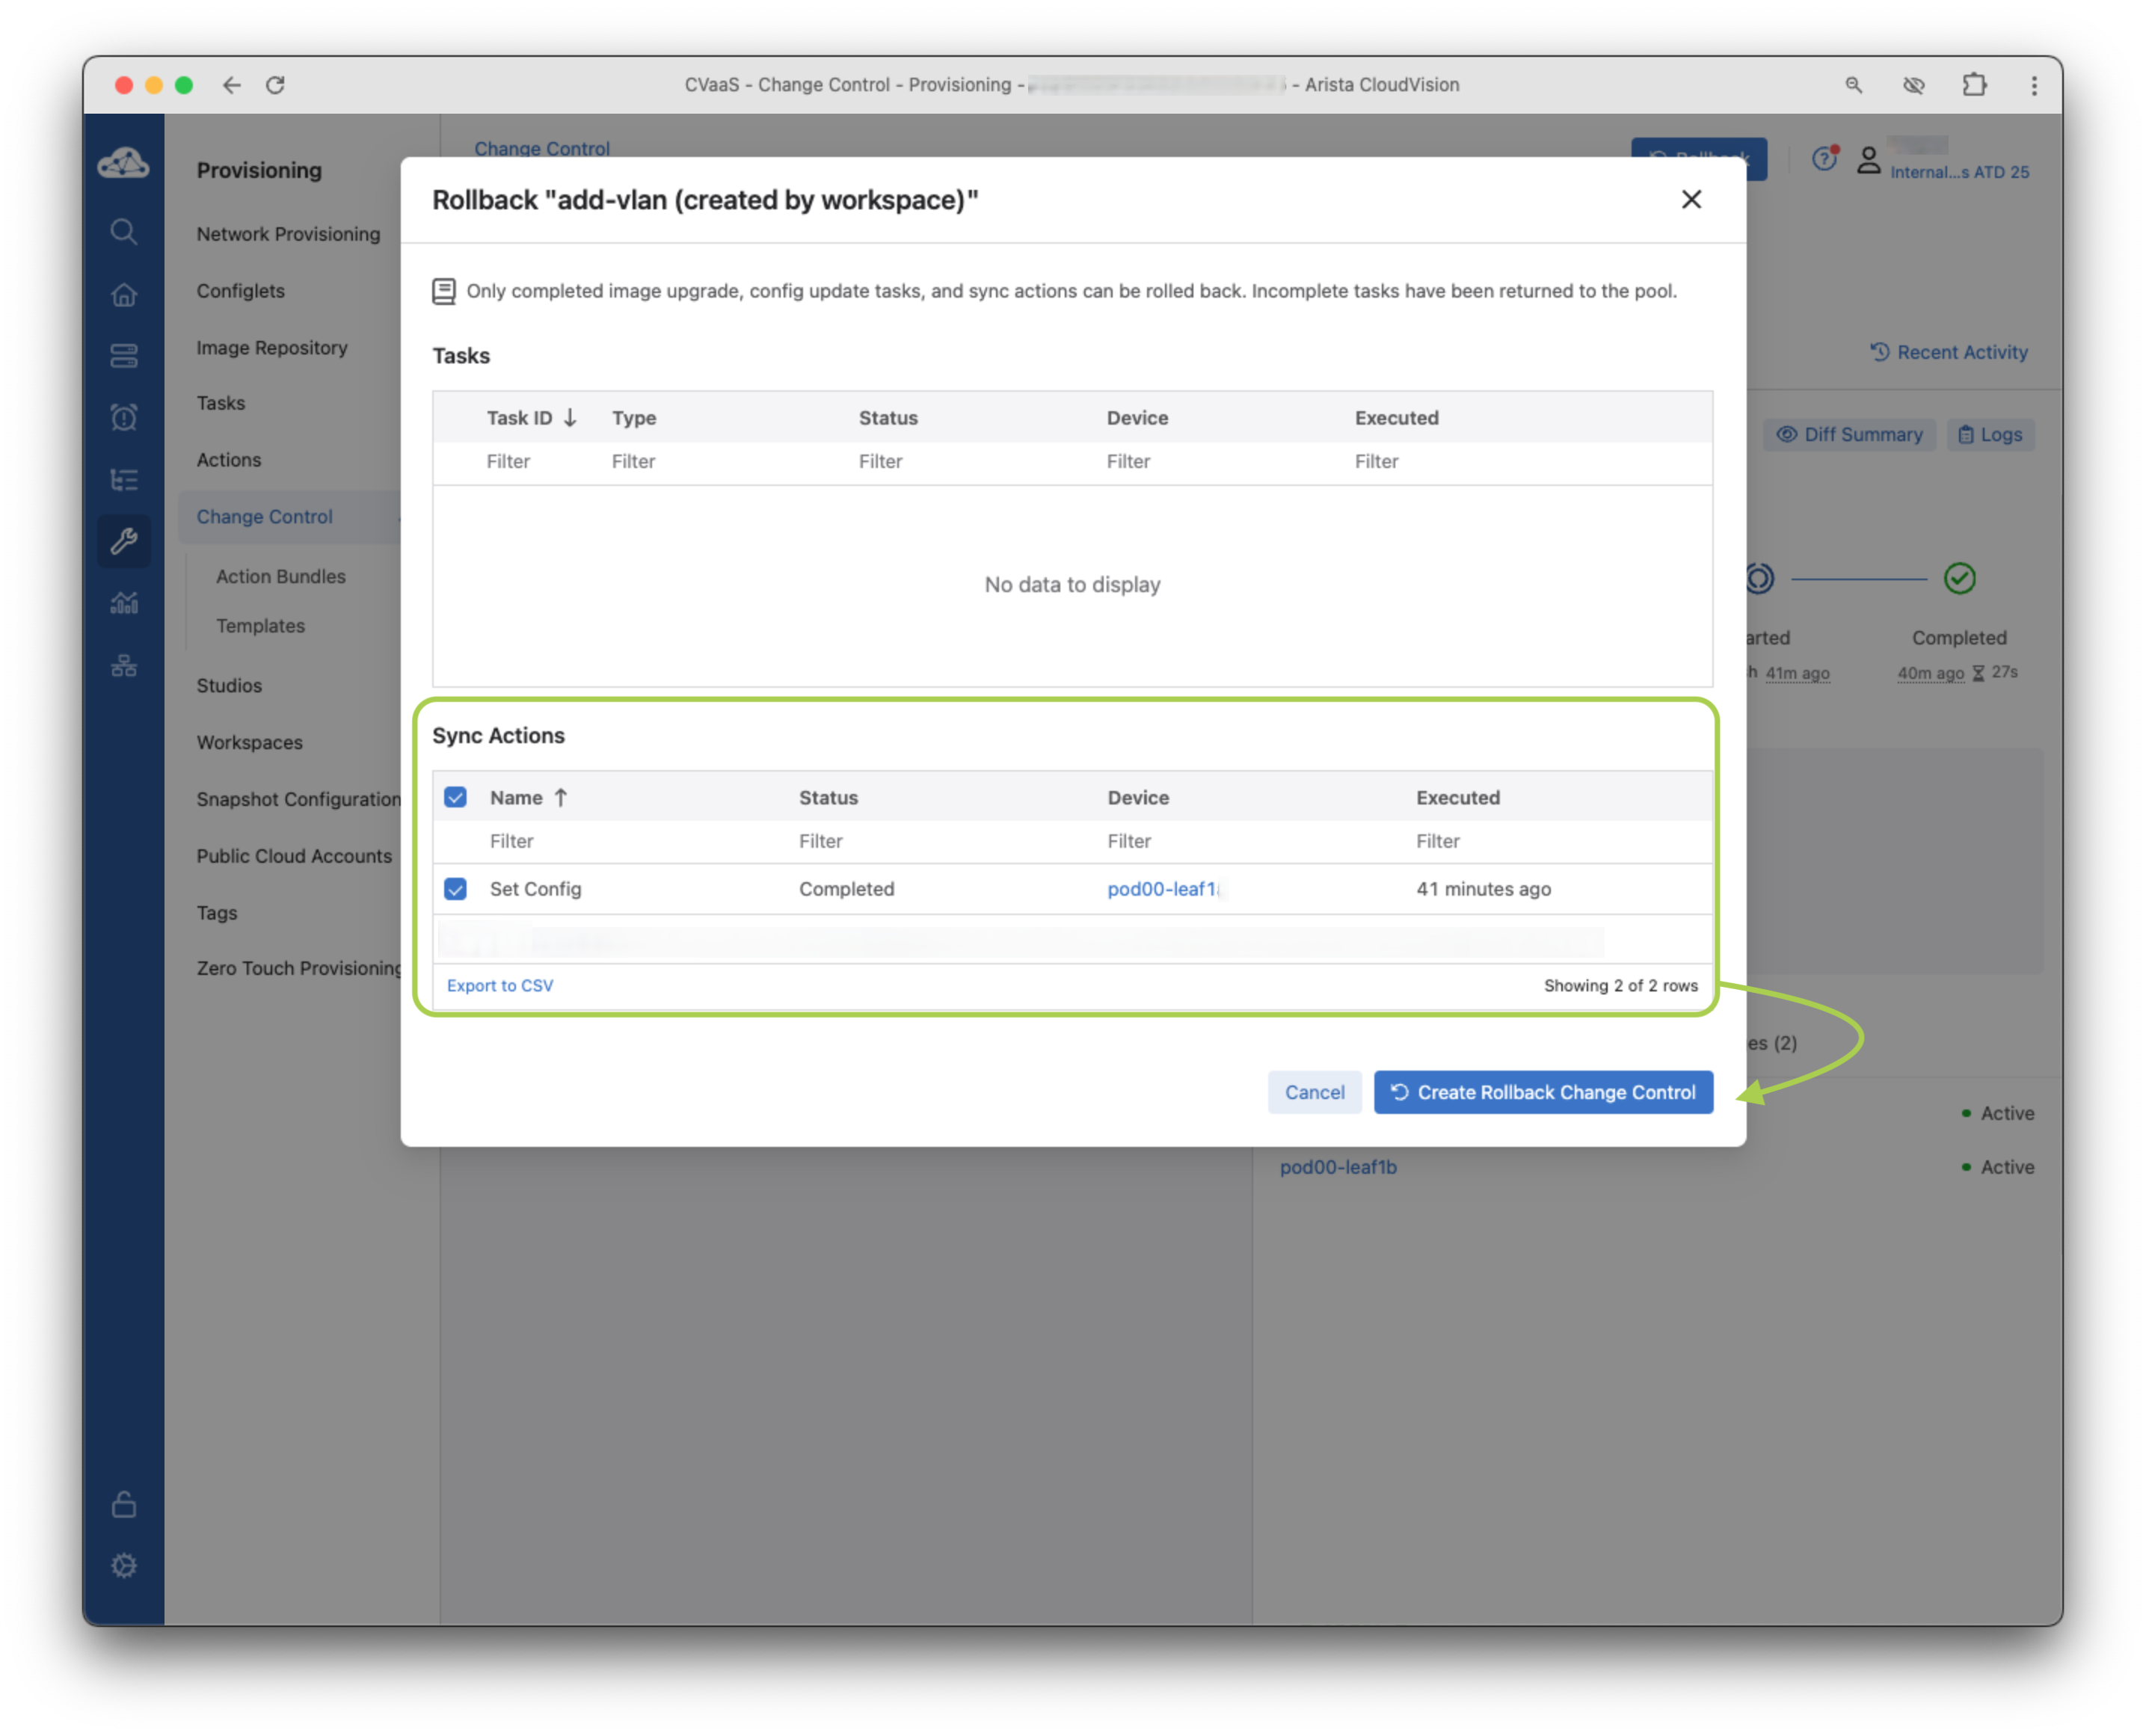 CVaaS - Change Control - Provisioning -
- Arista CloudVision
Provisioning
Network Provisioning
Configlets
Image Repository
Tasks
Actions
Change Control
Action Bundles
Templates
Studios
Workspaces
Snapshot Configuration
Public Cloud Accounts
Tags
Zero Touch Provisioning
Change Control
Rollback
Internal...s ATD 25
Recent Activity
Diff Summary
Logs
Completed
41m ago
40m ago 27s
Rollback "add-vlan (created by workspace)"
Only completed image upgrade, config update tasks, and sync actions can be rolled back. Incomplete tasks have been returned to the pool.
Tasks
Task ID Type Status Device Executed
Filter Filter Filter Filter Filter
No data to display
Sync Actions
Name Status Device Executed
Filter Filter Filter Filter
Set Config Completed pod00-leaf1 41 minutes ago
Export to CSV Showing 2 of 2 rows
Cancel Create Rollback Change Control
(2)
Active
pod00-leaf1b Active